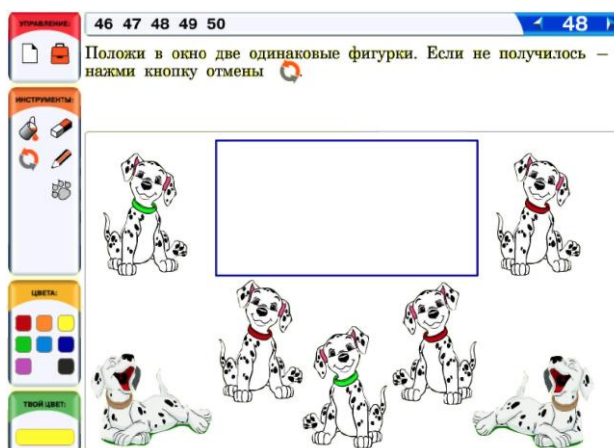 УПРАВЛЕНИЕ:
46 47 48 49 50
48
Положи в окно две одинаковые фигурки. Если не получилось –
нажми кнопку отмены .
ИНСТРУМЕНТЫ:
ЦВЕТА:
ТВОЙ ЦВЕТ: